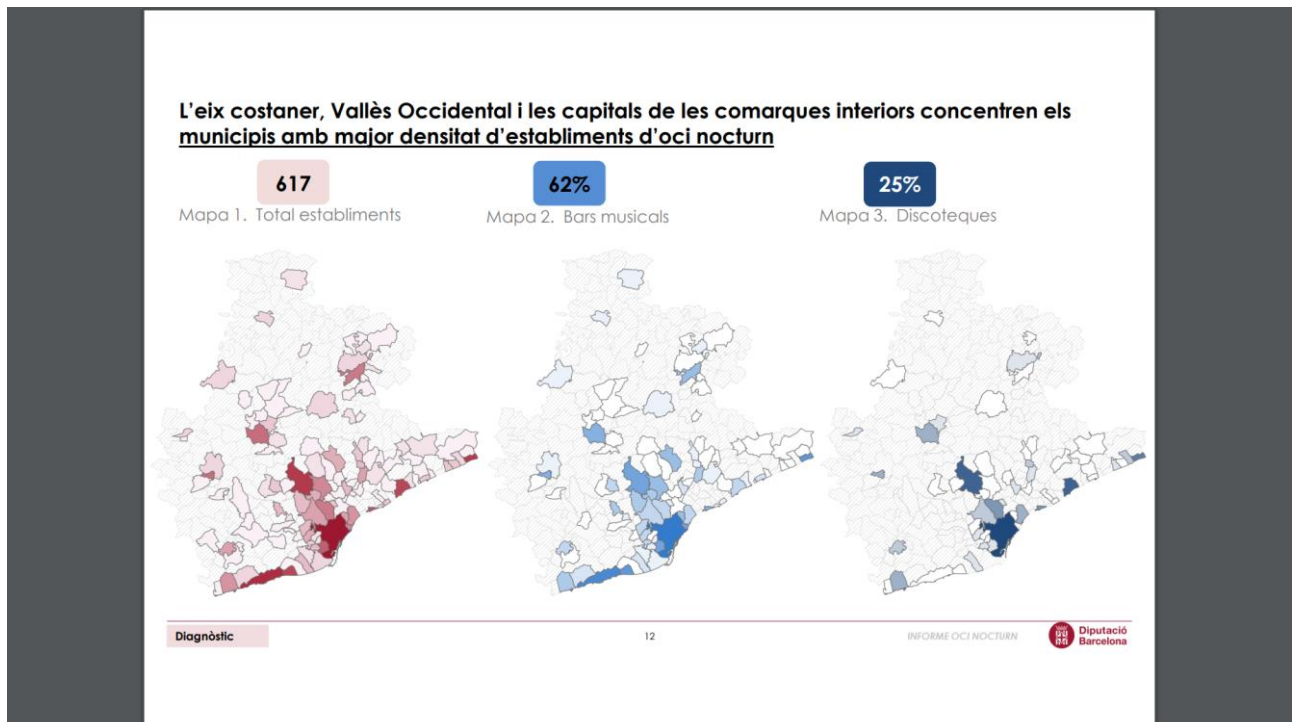 L'eix costaner, Vallès Occidental i les capitals de les comarques interiors concentren els
municipis amb major densitat d'establiments d'oci nocturn
617
Mapa 1. Total establiments
62%
Mapa 2. Bars musicals
25%
Mapa 3. Discoteques
Diagnòstic
12
INFORME OCI NOCTURN
Diputació
Barcelona